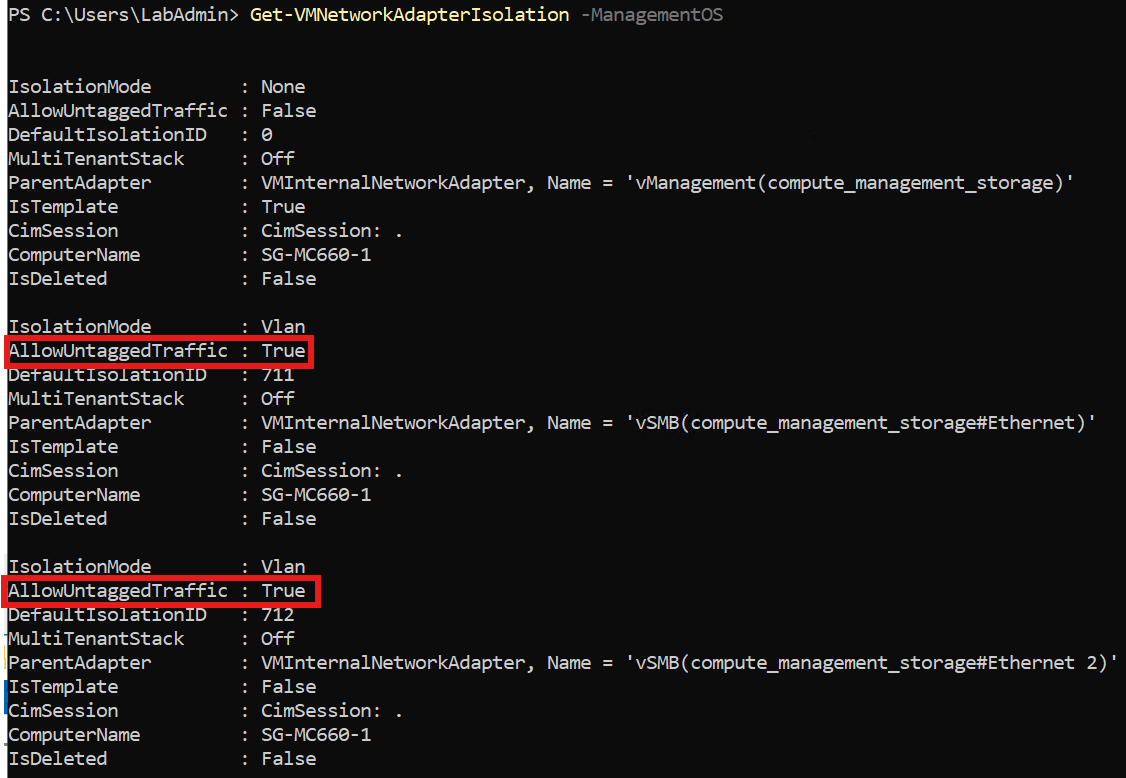 PS C:\Users\LabAdmin> Get-VMNetworkAdapterIsolation -ManagementOS
IsolationMode        : None
AllowUntaggedTraffic : False
DefaultIsolationID   : 0
MultiTenantStack     : Off
ParentAdapter        : VMInternalNetworkAdapter, Name = 'vManagement(compute_management_storage)'
IsTemplate           : True
CimSession           : CimSession: .
ComputerName         : SG-MC660-1
IsDeleted            : False
IsolationMode        : Vlan
AllowUntaggedTraffic : True
DefaultIsolationID   : 711
MultiTenantStack     : Off
ParentAdapter        : VMInternalNetworkAdapter, Name = 'vSMB(compute_management_storage#Ethernet)'
IsTemplate           : False
CimSession           : CimSession: .
ComputerName         : SG-MC660-1
IsDeleted            : False
IsolationMode        : Vlan
AllowUntaggedTraffic : True
DefaultIsolationID   : 712
MultiTenantStack     : Off
ParentAdapter        : VMInternalNetworkAdapter, Name = 'vSMB(compute_management_storage#Ethernet 2)'
IsTemplate           : False
CimSession           : CimSession: .
ComputerName         : SG-MC660-1
IsDeleted            : False